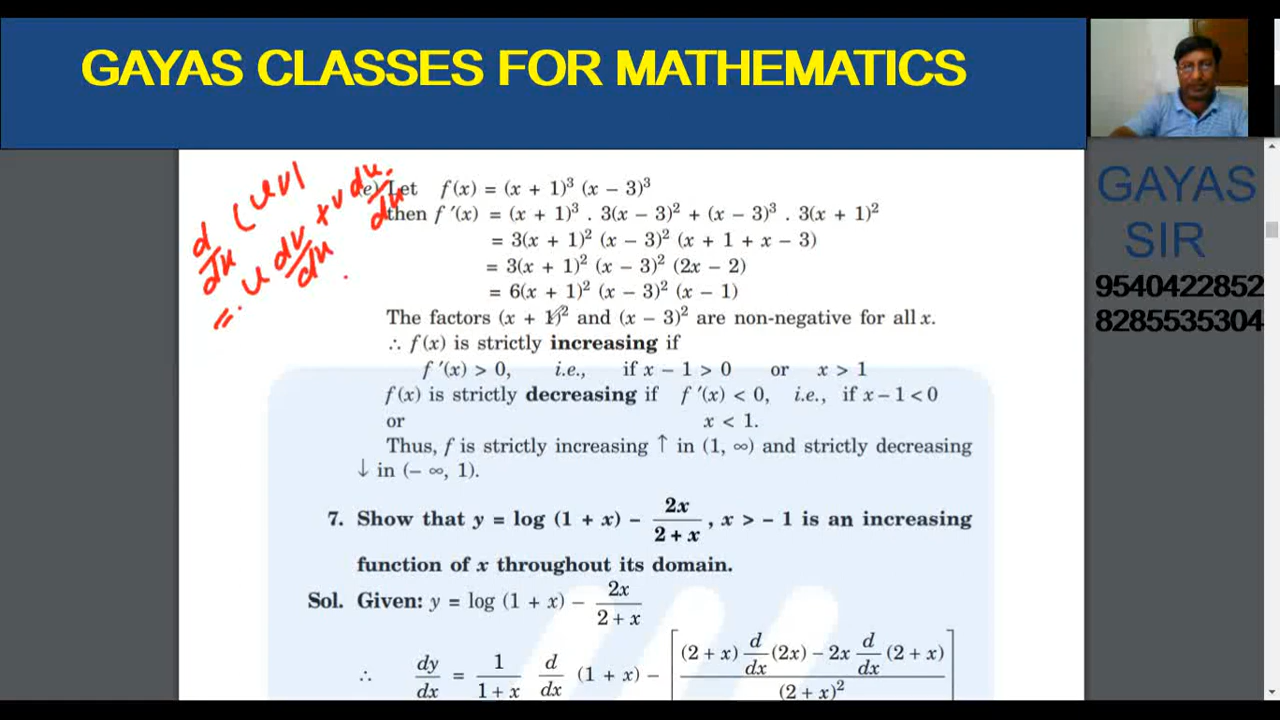 GAYAS CLASSES FOR MATHEMATICS
GAYAS
SIR
9540422852
8285535304
d/dx (uv)
= u dv/dx + v du/dx
(e) Let f(x) = (x + 1)³ (x − 3)³
then f ′(x) = (x + 1)³ . 3(x − 3)² + (x − 3)³ . 3(x + 1)²
= 3(x + 1)² (x − 3)² (x + 1 + x − 3)
= 3(x + 1)² (x − 3)² (2x − 2)
= 6(x + 1)² (x − 3)² (x − 1)
The factors (x + 1)² and (x − 3)² are non-negative for all x.
∴ f(x) is strictly increasing if
f ′(x) > 0, i.e., if x − 1 > 0 or x > 1
f(x) is strictly decreasing if f ′(x) < 0, i.e., if x − 1 < 0
or x < 1.
Thus, f is strictly increasing ↑ in (1, ∞) and strictly decreasing
↓ in (− ∞, 1).
7. Show that y = log (1 + x) − 2x/(2 + x), x > − 1 is an increasing
function of x throughout its domain.
Sol. Given: y = log (1 + x) − 2x/(2 + x)
∴ dy/dx = 1/(1 + x) d/dx (1 + x) − [((2 + x) d/dx (2x) − 2x d/dx (2 + x))/(2 + x)²]